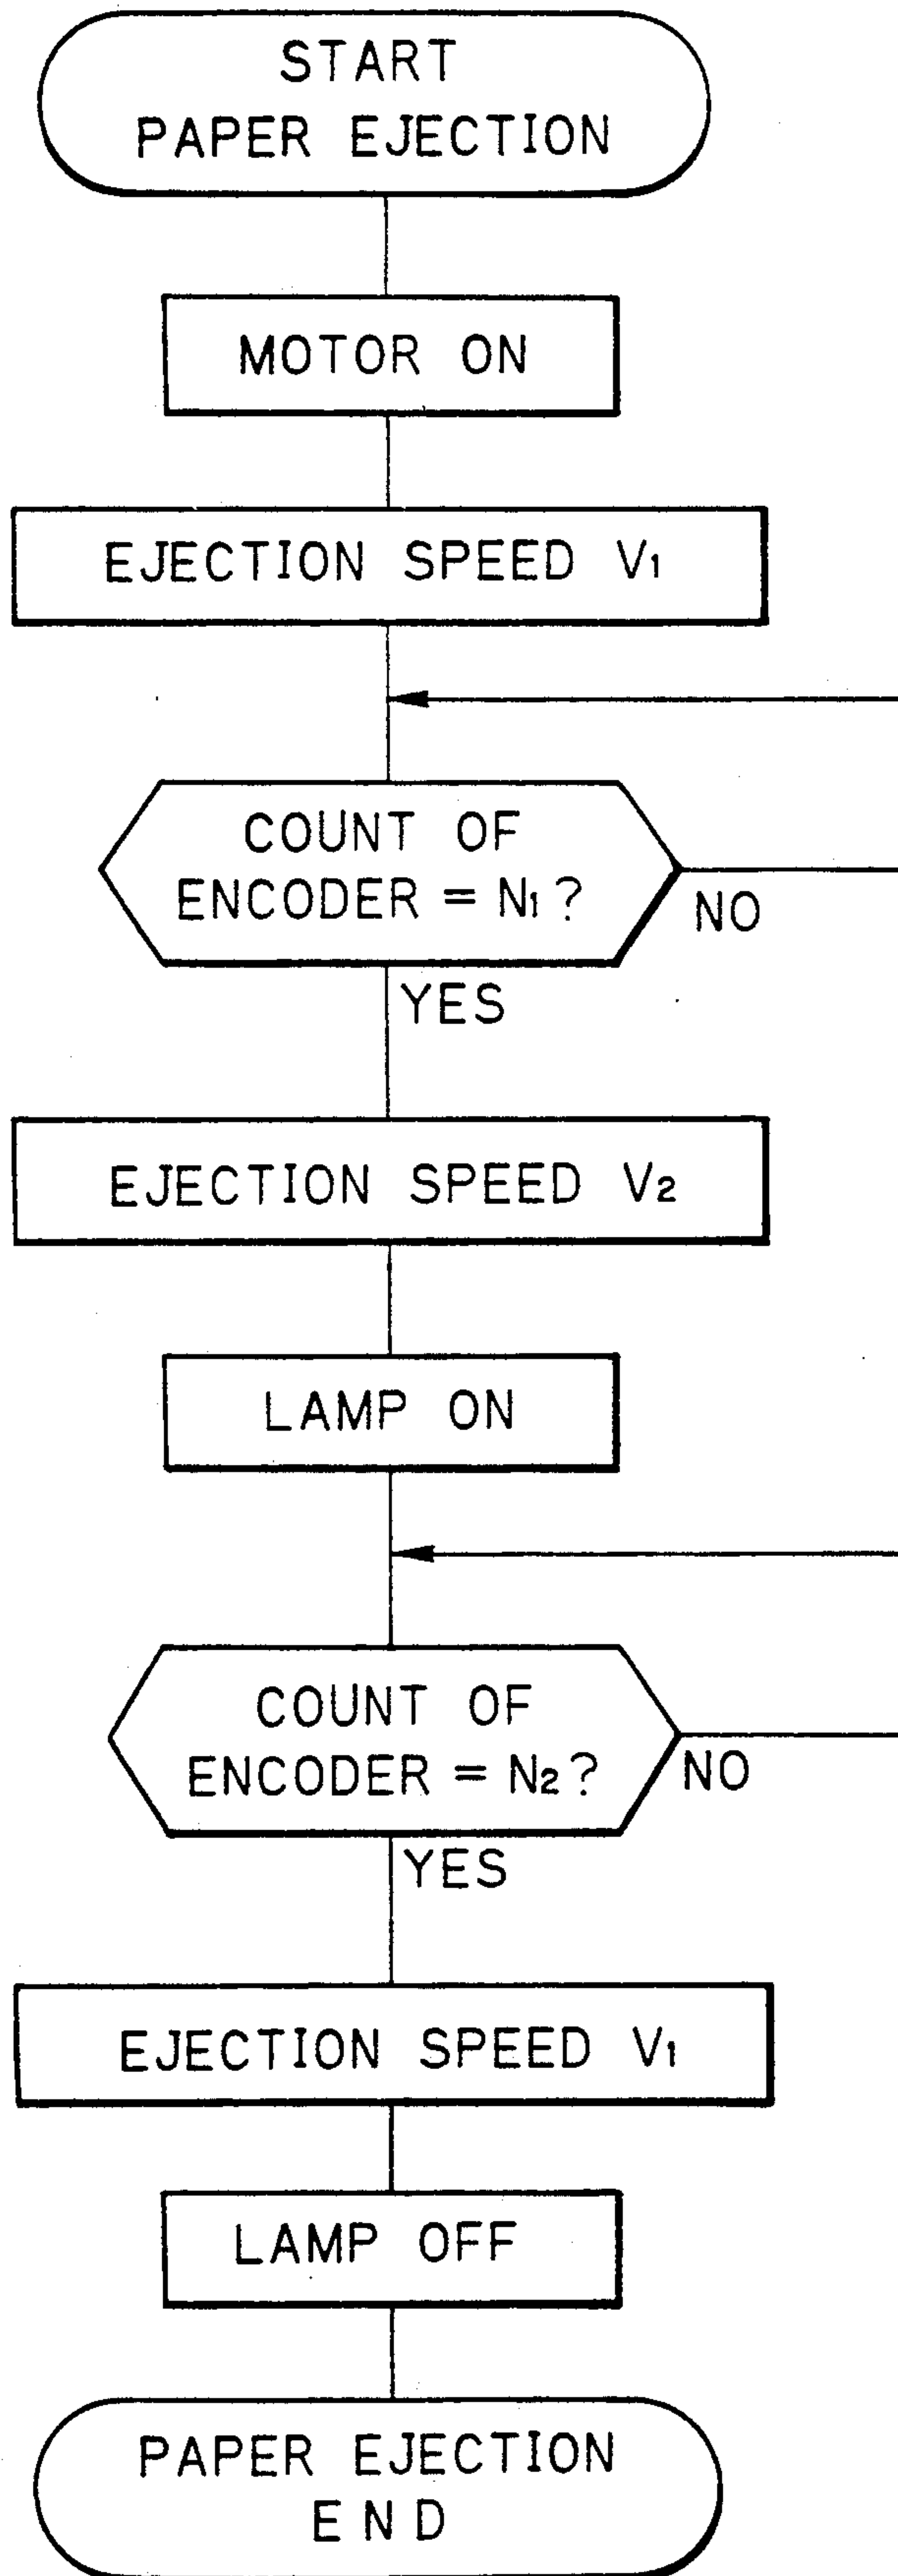 START
PAPER EJECTION
MOTOR ON
EJECTION SPEED V₁
COUNT OF
ENCODER = N₁ ?
NO
YES
EJECTION SPEED V₂
LAMP ON
COUNT OF
ENCODER = N₂ ?
NO
YES
EJECTION SPEED V₁
LAMP OFF
PAPER EJECTION
END